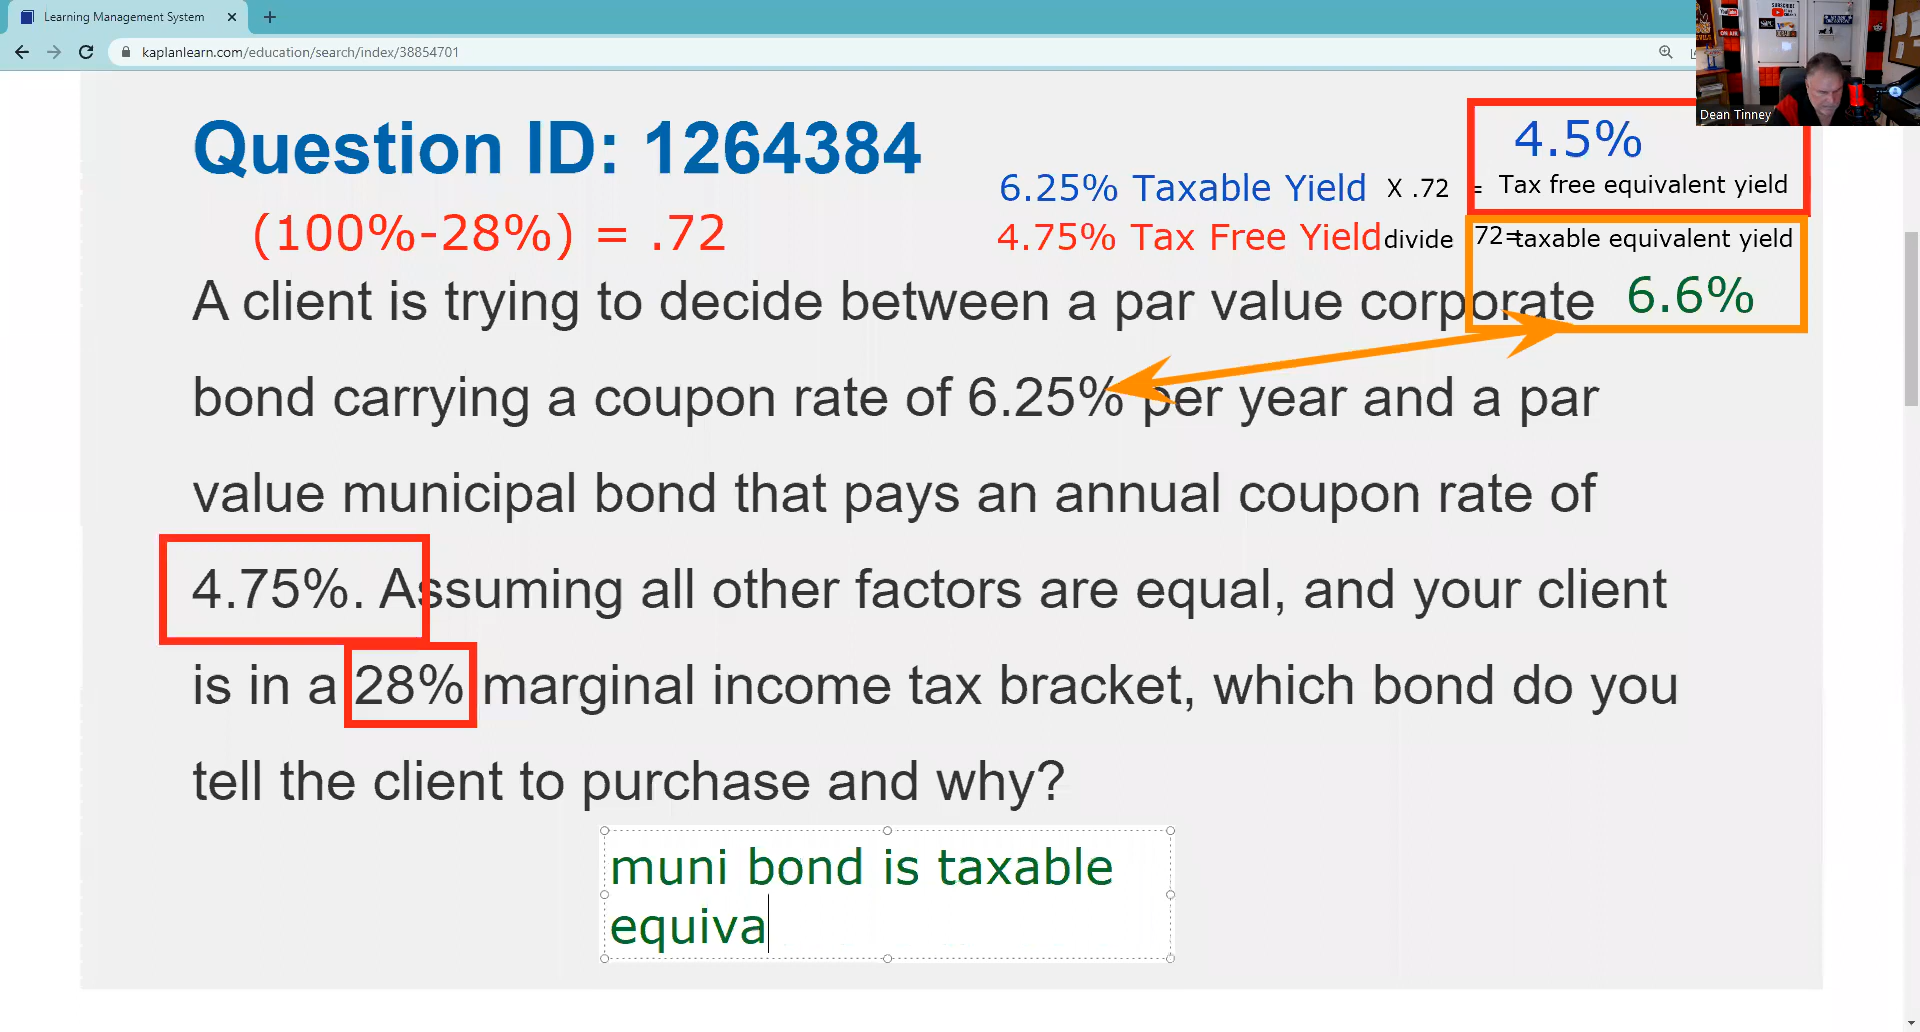 Learning Management System
kaplanlearn.com/education/search/index/38854701
Dean Tinney
Question ID: 1264384
4.5%
6.25% Taxable Yield X .72 = Tax free equivalent yield
(100%-28%) = .72
4.75% Tax Free Yield divide 72= taxable equivalent yield
6.6%
A client is trying to decide between a par value corporate
bond carrying a coupon rate of 6.25% per year and a par
value municipal bond that pays an annual coupon rate of
4.75%. Assuming all other factors are equal, and your client
is in a 28% marginal income tax bracket, which bond do you
tell the client to purchase and why?
muni bond is taxable
equiva